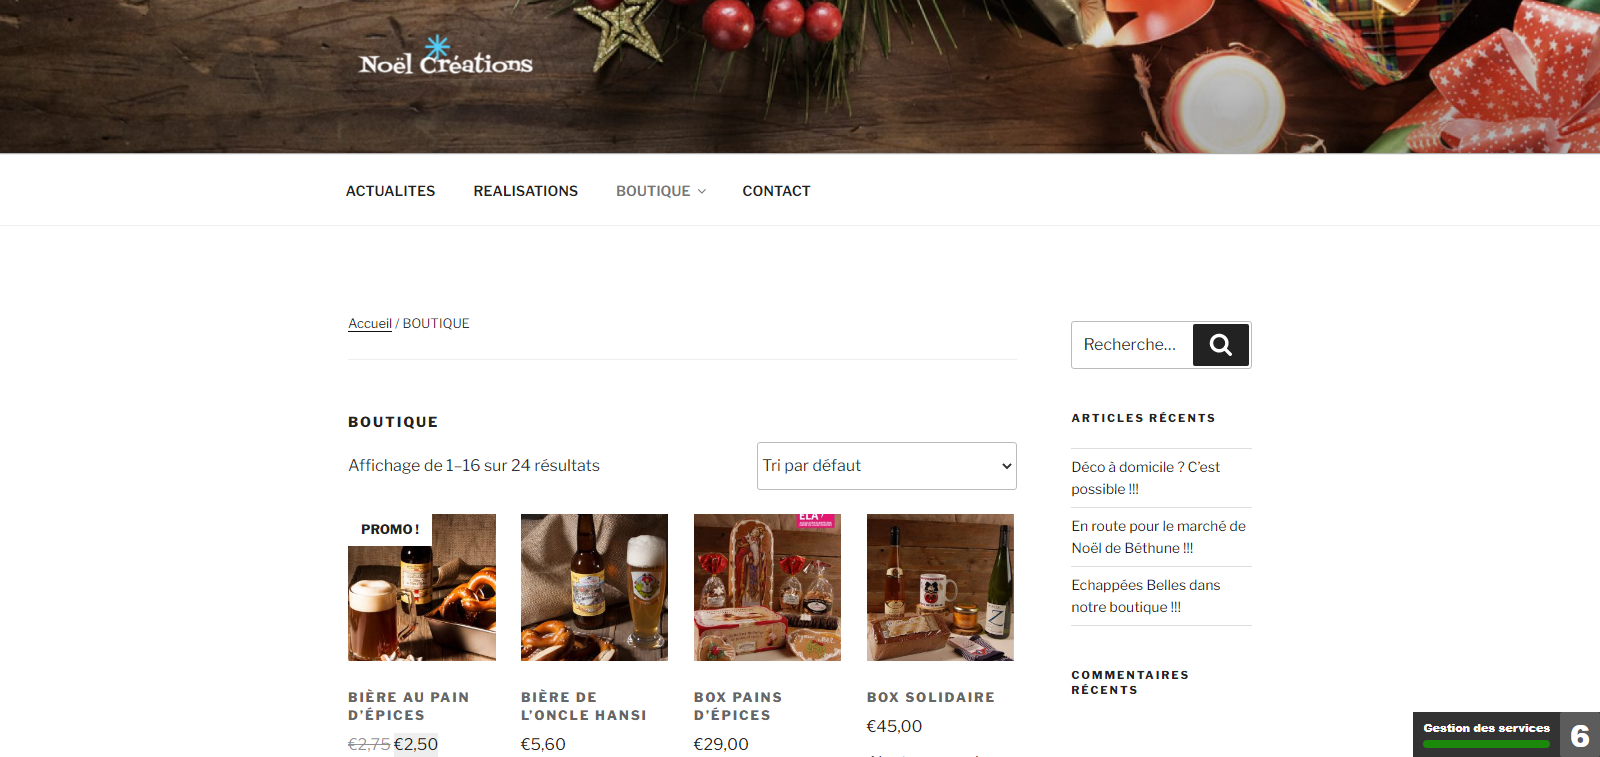 Noël Créations
ACTUALITES
REALISATIONS
BOUTIQUE
CONTACT
Accueil / BOUTIQUE
BOUTIQUE
Affichage de 1–16 sur 24 résultats
Tri par défaut
PROMO !
ELA
BIÈRE AU PAIN
D’ÉPICES
€2,75 €2,50
BIÈRE DE
L’ONCLE HANSI
€5,60
BOX PAINS
D’ÉPICES
€29,00
BOX SOLIDAIRE
€45,00
Recherche…
ARTICLES RÉCENTS
Déco à domicile ? C’est
possible !!!
En route pour le marché de
Noël de Béthune !!!
Echappées Belles dans
notre boutique !!!
COMMENTAIRES
RÉCENTS
Gestion des services
6